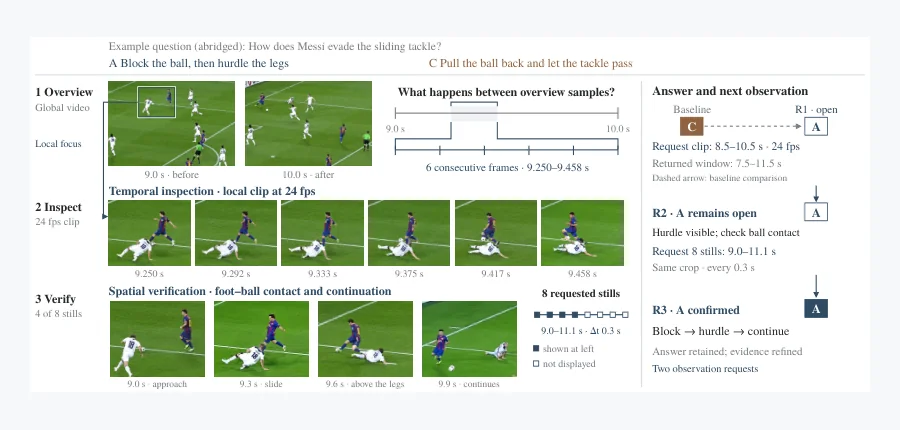 Example question (abridged): How does Messi evade the sliding tackle?
A Block the ball, then hurdle the legs
C Pull the ball back and let the tackle pass
1 Overview
Global video
Local focus
9.0 s · before
10.0 s · after
What happens between overview samples?
9.0 s
10.0 s
6 consecutive frames · 9.250–9.458 s
Temporal inspection · local clip at 24 fps
2 Inspect
24 fps clip
9.250 s
9.292 s
9.333 s
9.375 s
9.417 s
9.458 s
Spatial verification · foot–ball contact and continuation
3 Verify
4 of 8 stills
9.0 s · approach
9.3 s · slide
9.6 s · above the legs
9.9 s · continues
8 requested stills
9.0–11.1 s · Δt 0.3 s
shown at left
not displayed
Answer and next observation
Baseline
R1 · open
C
A
Request clip: 8.5–10.5 s · 24 fps
Returned window: 7.5–11.5 s
Dashed arrow: baseline comparison
R2 · A remains open
A
Hurdle visible; check ball contact
Request 8 stills: 9.0–11.1 s
Same crop · every 0.3 s
R3 · A confirmed
A
Block → hurdle → continue
Answer retained; evidence refined
Two observation requests